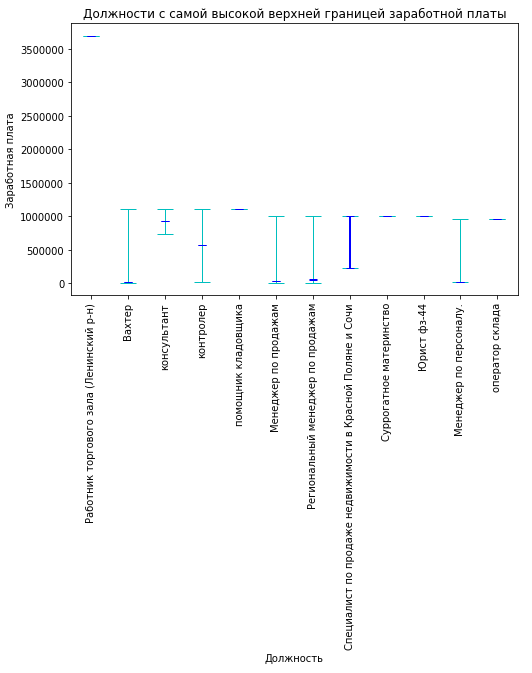 Должности с самой высокой верхней границей заработной платы
Заработная плата
3500000
3000000
2500000
2000000
1500000
1000000
500000
0
Работник торгового зала (Ленинский р-н)
Вахтер
консультант
контролер
помощник кладовщика
Менеджер по продажам
Региональный менеджер по продажам
Специалист по продаже недвижимости в Красной Поляне и Сочи
Суррогатное материнство
Юрист фз-44
Менеджер по персоналу.
оператор склада
Должность